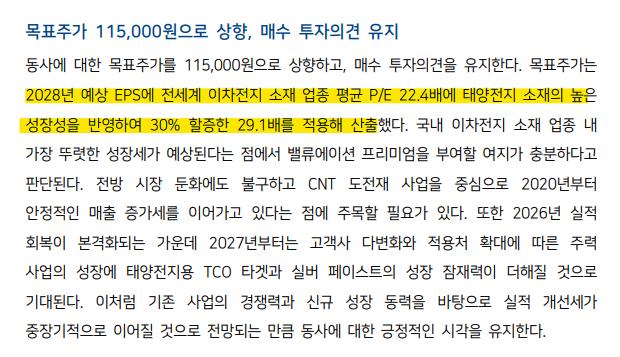 목표주가 115,000원으로 상향, 매수 투자의견 유지
동사에 대한 목표주가를 115,000원으로 상향하고, 매수 투자의견을 유지한다. 목표주가는
2028년 예상 EPS에 전세계 이차전지 소재 업종 평균 P/E 22.4배에 태양전지 소재의 높은
성장성을 반영하여 30% 할증한 29.1배를 적용해 산출했다. 국내 이차전지 소재 업종 내
가장 뚜렷한 성장세가 예상된다는 점에서 밸류에이션 프리미엄을 부여할 여지가 충분하다고
판단된다. 전방 시장 둔화에도 불구하고 CNT 도전재 사업을 중심으로 2020년부터
안정적인 매출 증가세를 이어가고 있다는 점에 주목할 필요가 있다. 또한 2026년 실적
회복이 본격화되는 가운데 2027년부터는 고객사 다변화와 적용처 확대에 따른 주력
사업의 성장에 태양전지용 TCO 타겟과 실버 페이스트의 성장 잠재력이 더해질 것으로
기대된다. 이처럼 기존 사업의 경쟁력과 신규 성장 동력을 바탕으로 실적 개선세가
중장기적으로 이어질 것으로 전망되는 만큼 동사에 대한 긍정적인 시각을 유지한다.